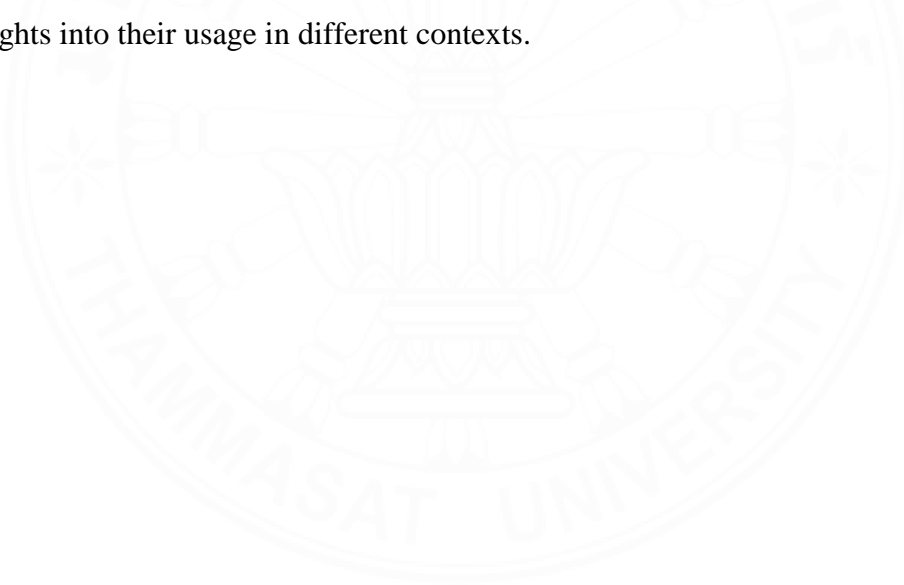 ghts into their usage in different contexts.
THAMMASAT UNIVERSITY